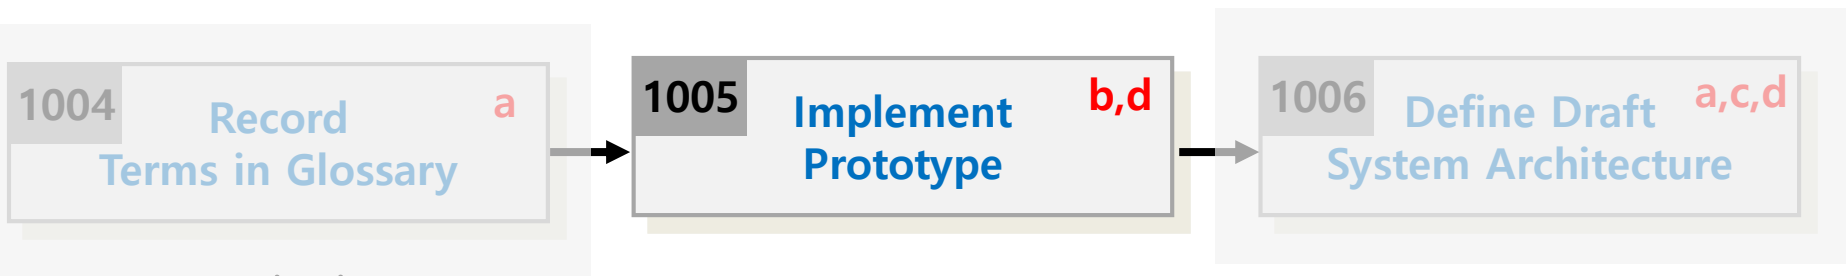 1004
Record
Terms in Glossary
a
1005
Implement
Prototype
b,d
1006
Define Draft
System Architecture
a,c,d